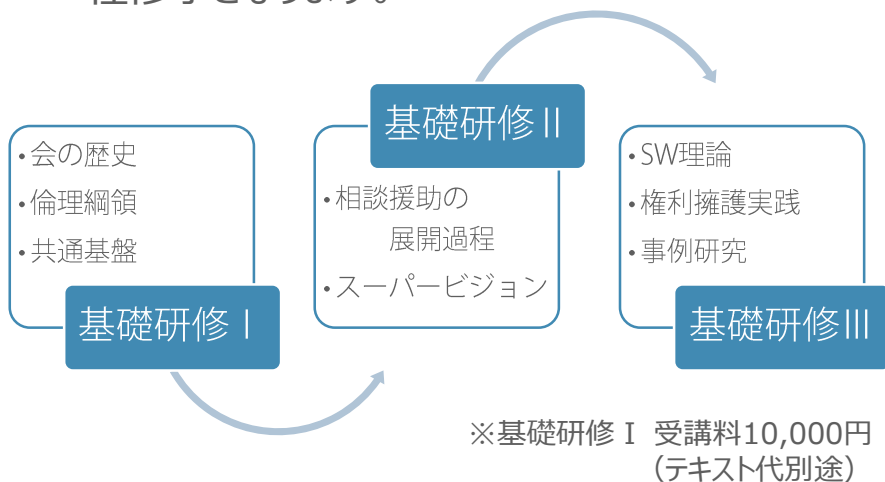 ・会の歴史
・倫理綱領
・共通基盤
基礎研修Ⅰ
基礎研修Ⅱ
・相談援助の
展開過程
・スーパービジョン
・SW理論
・権利擁護実践
・事例研究
基礎研修Ⅲ
※基礎研修Ⅰ 受講料10,000円
（テキスト代別途）